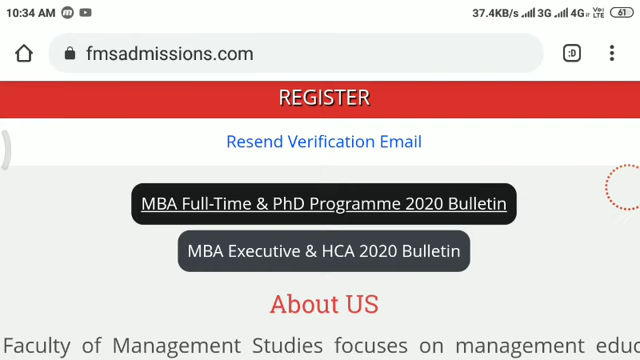 10:34 AM
37.4KB/s 3G 4G Vo LTE 61
fmsadmissions.com
:D
REGISTER
Resend Verification Email
MBA Full-Time & PhD Programme 2020 Bulletin
MBA Executive & HCA 2020 Bulletin
About US
Faculty of Management Studies focuses on management educ